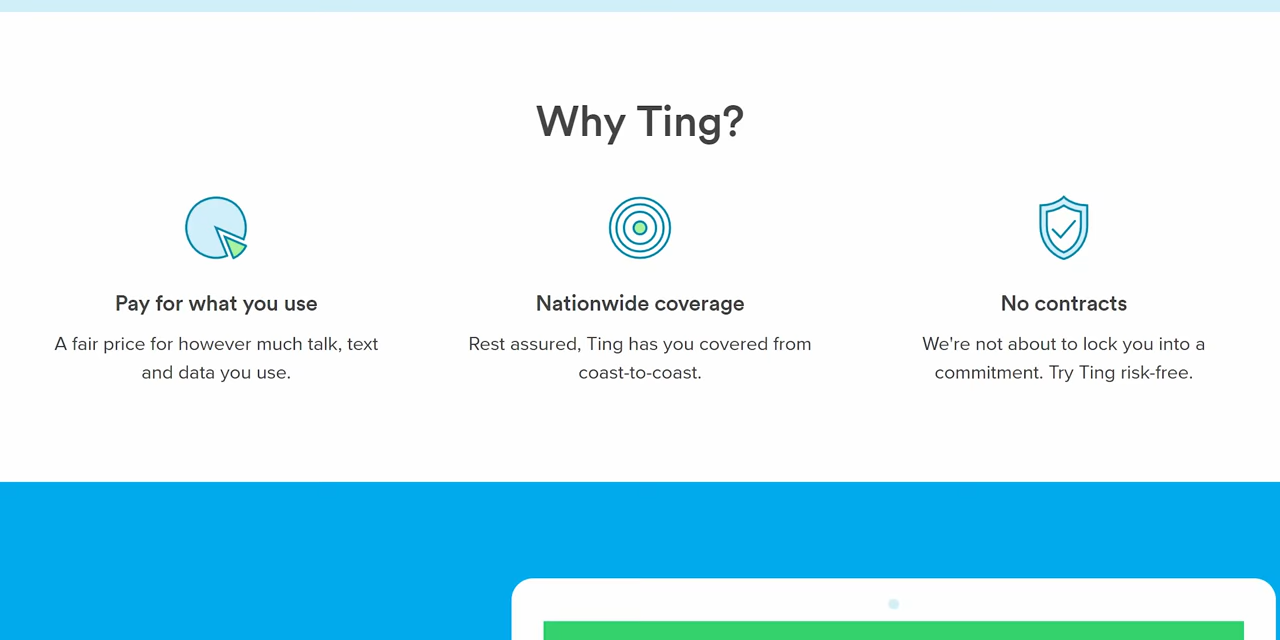 Why Ting?
Pay for what you use
A fair price for however much talk, text
and data you use.
Nationwide coverage
Rest assured, Ting has you covered from
coast-to-coast.
No contracts
We're not about to lock you into a
commitment. Try Ting risk-free.